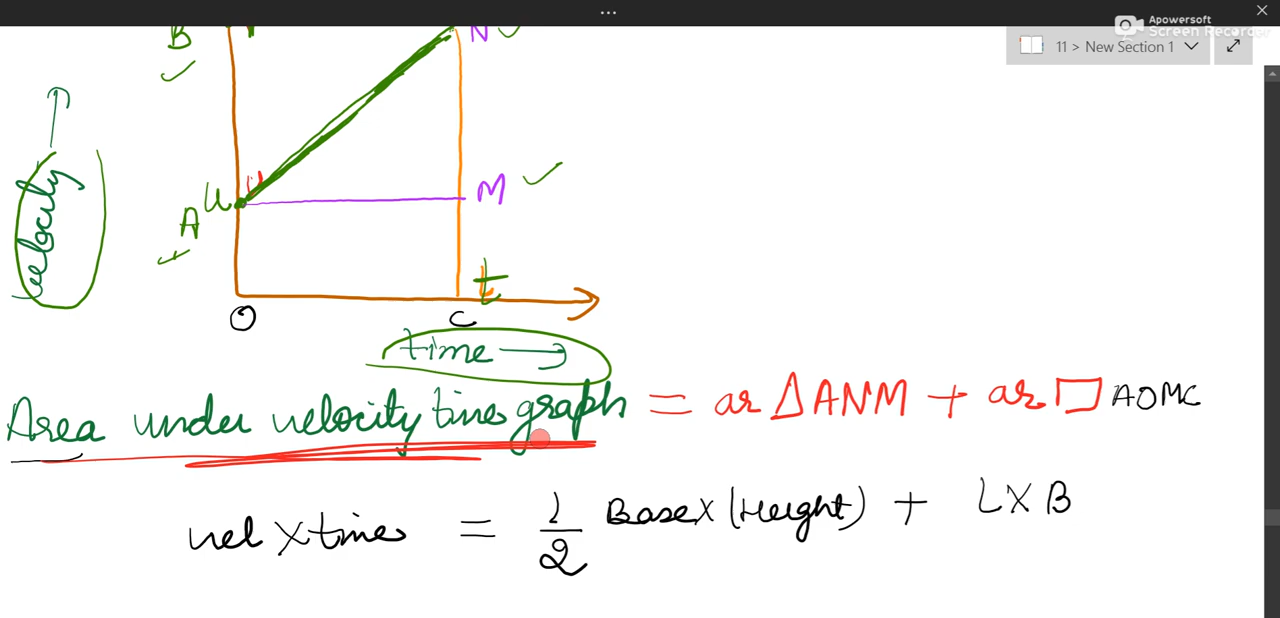 ...
Apowersoft
Screen Recorder
11 > New Section 1
B
N
velocity
u
A
M
t
O
C
time
Area under velocity time graph = ar ΔANM + ar □ AOMC
vel X time = 1/2 Base X (Height) + L X B